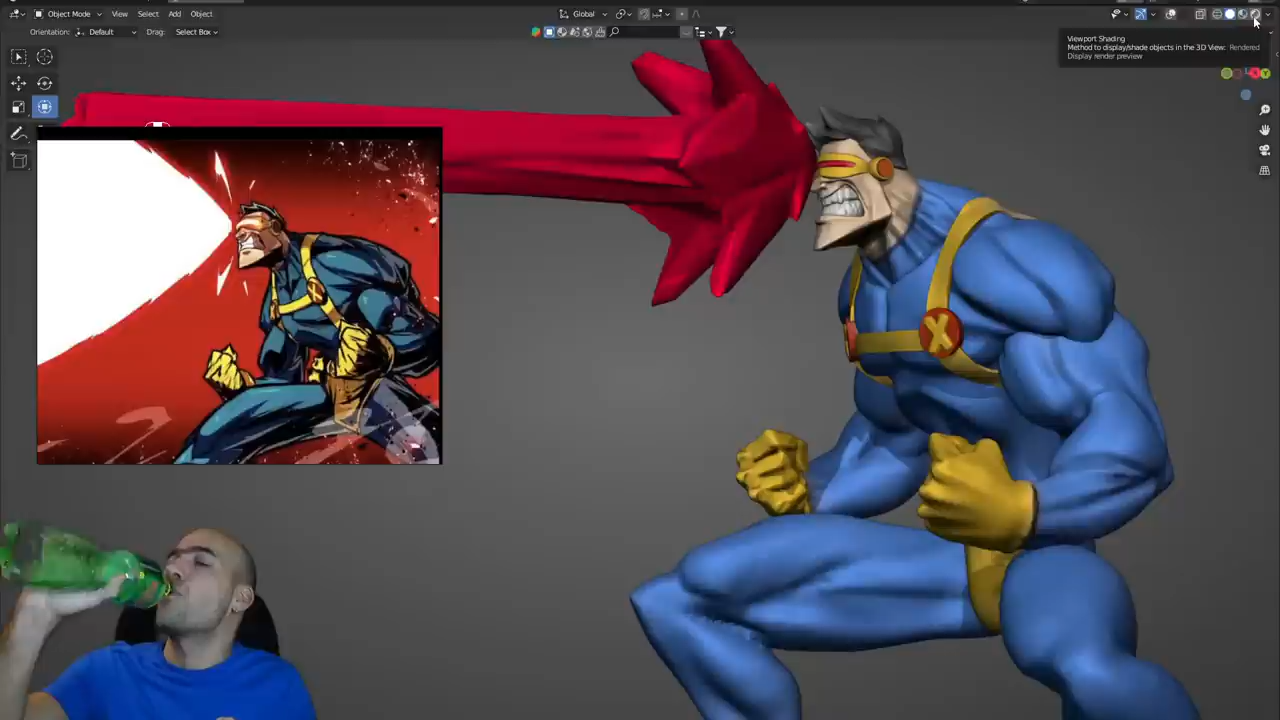 Object Mode View Select Add Object Global
Orientation: Default Drag: Select Box
Viewport Shading
Method to display/shade objects in the 3D View: Rendered
Display render preview
X Y
X